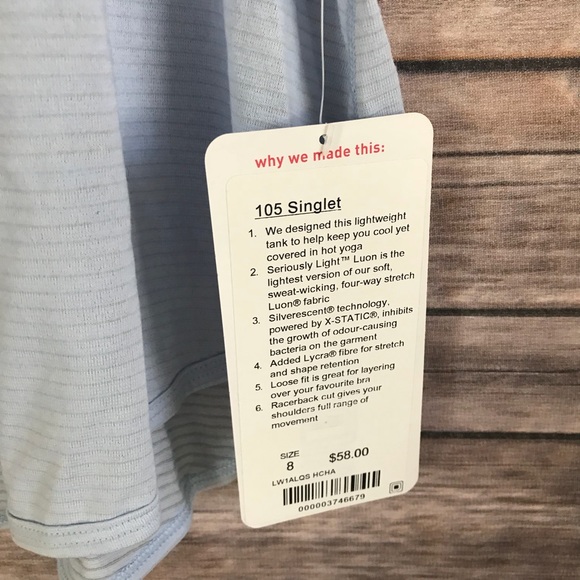 why we made this:
105 Singlet
1. We designed this lightweight
tank to help keep you cool yet
covered in hot yoga
2. Seriously Light™ Luon is the
lightest version of our soft,
sweat-wicking, four-way stretch
Luon® fabric
3. Silverescent® technology,
powered by X-STATIC®, inhibits
the growth of odour-causing
bacteria on the garment
4. Added Lycra® fibre for stretch
and shape retention
5. Loose fit is great for layering
over your favourite bra
6. Racerback cut gives your
shoulders full range of
movement
SIZE
8 $58.00
LW1ALQS HCHA
000003746679